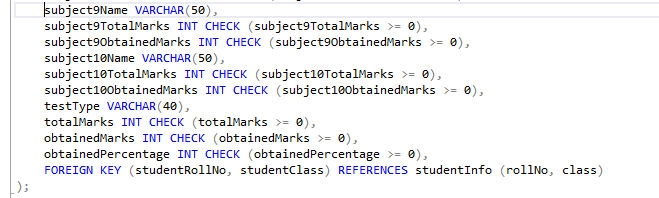 subject9Name VARCHAR(50),
subject9TotalMarks INT CHECK (subject9TotalMarks >= 0),
subject9ObtainedMarks INT CHECK (subject9ObtainedMarks >= 0),
subject10Name VARCHAR(50),
subject10TotalMarks INT CHECK (subject10TotalMarks >= 0),
subject10ObtainedMarks INT CHECK (subject10ObtainedMarks >= 0),
testType VARCHAR(40),
totalMarks INT CHECK (totalMarks >= 0),
obtainedMarks INT CHECK (obtainedMarks >= 0),
obtainedPercentage INT CHECK (obtainedPercentage >= 0),
FOREIGN KEY (studentRollNo, studentClass) REFERENCES studentInfo (rollNo, class)
);